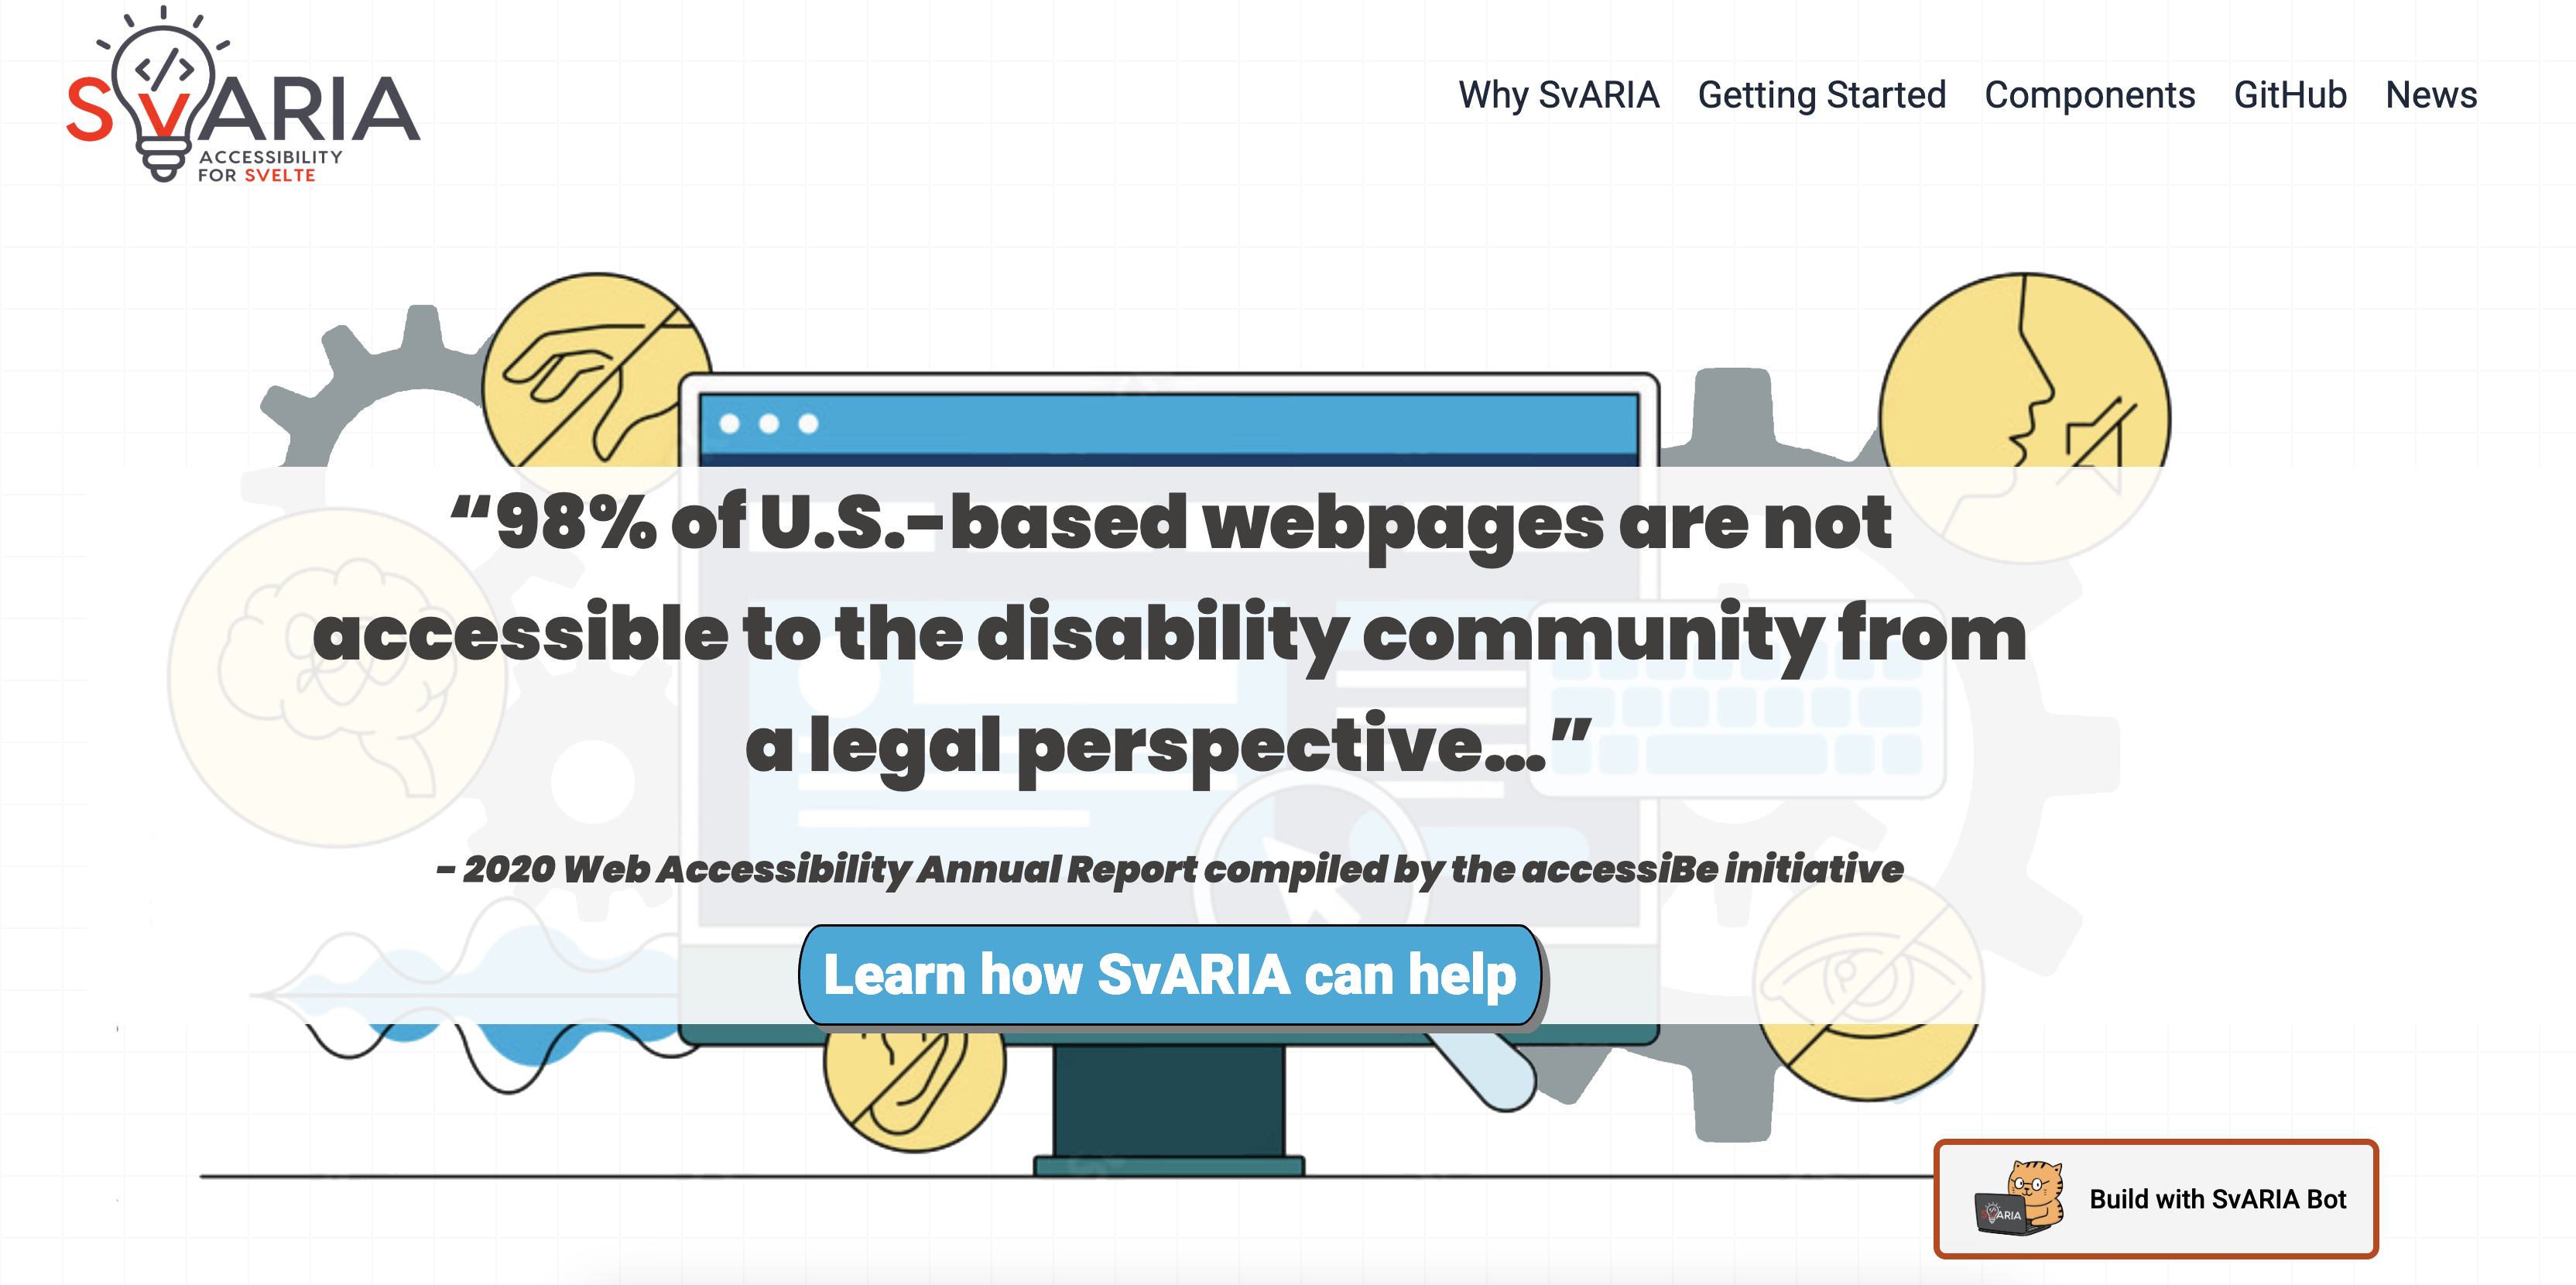 SVARIA
ACCESSIBILITY
FOR SVELTE
Why SvARIA Getting Started Components GitHub News
“98% of U.S.-based webpages are not
accessible to the disability community from
a legal perspective...”
- 2020 Web Accessibility Annual Report compiled by the accessiBe initiative
Learn how SvARIA can help
SVARIA
Build with SvARIA Bot